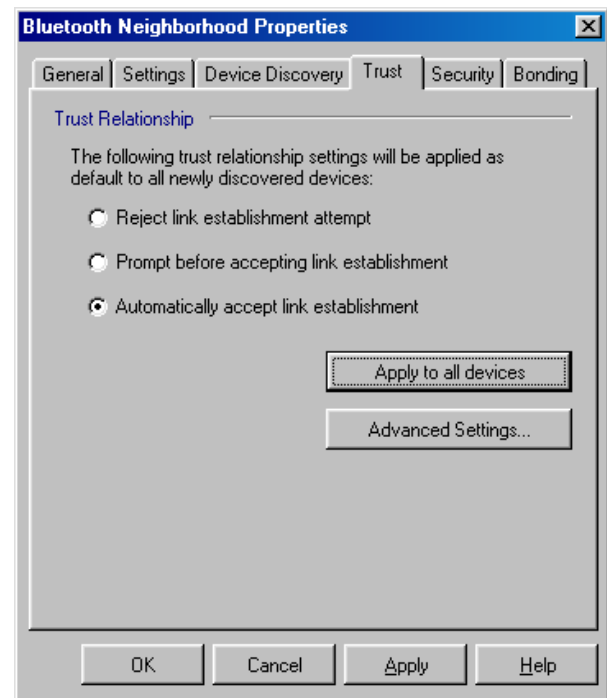 Bluetooth Neighborhood Properties
General Settings Device Discovery Trust Security Bonding
Trust Relationship
The following trust relationship settings will be applied as
default to all newly discovered devices:
Reject link establishment attempt
Prompt before accepting link establishment
Automatically accept link establishment
Apply to all devices
Advanced Settings...
OK Cancel Apply Help